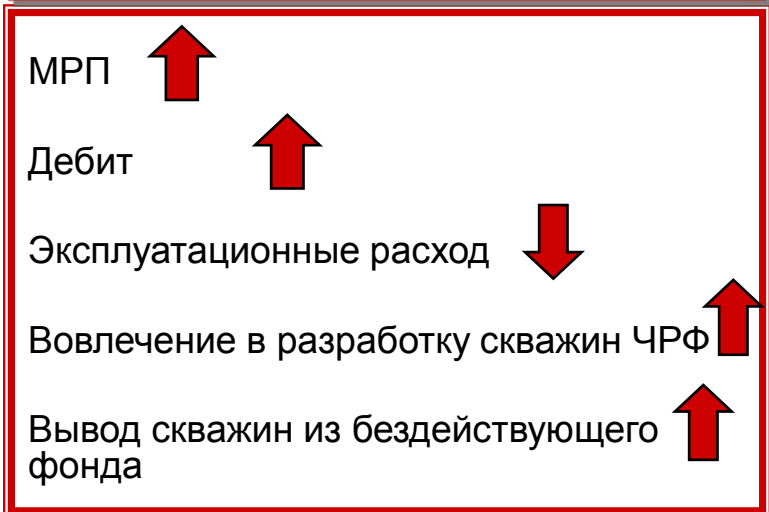 МРП
Дебит
Эксплуатационные расход
Вовлечение в разработку скважин ЧРФ
Вывод скважин из бездействующего
фонда